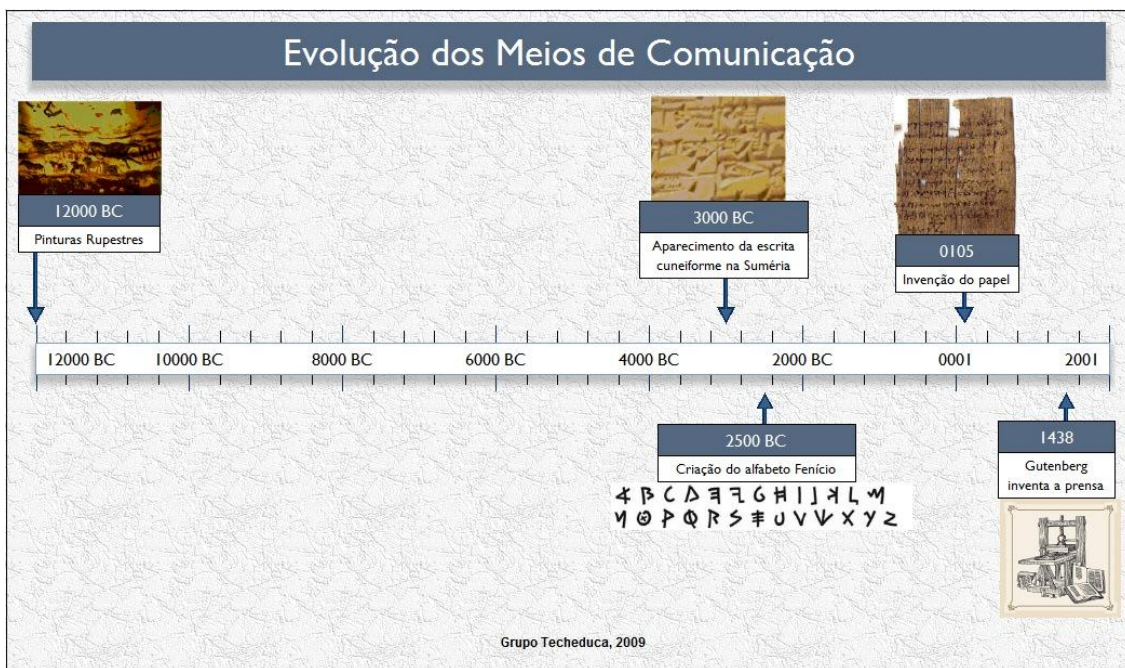 Evolução dos Meios de Comunicação
12000 BC
Pinturas Rupestres
3000 BC
Aparecimento da escrita
cuneiforme na Suméria
0105
Invenção do papel
12000 BC 10000 BC 8000 BC 6000 BC 4000 BC 2000 BC 0001 2001
2500 BC
Criação do alfabeto Fenício
1438
Gutenberg
inventa a prensa
Grupo Techeduca, 2009